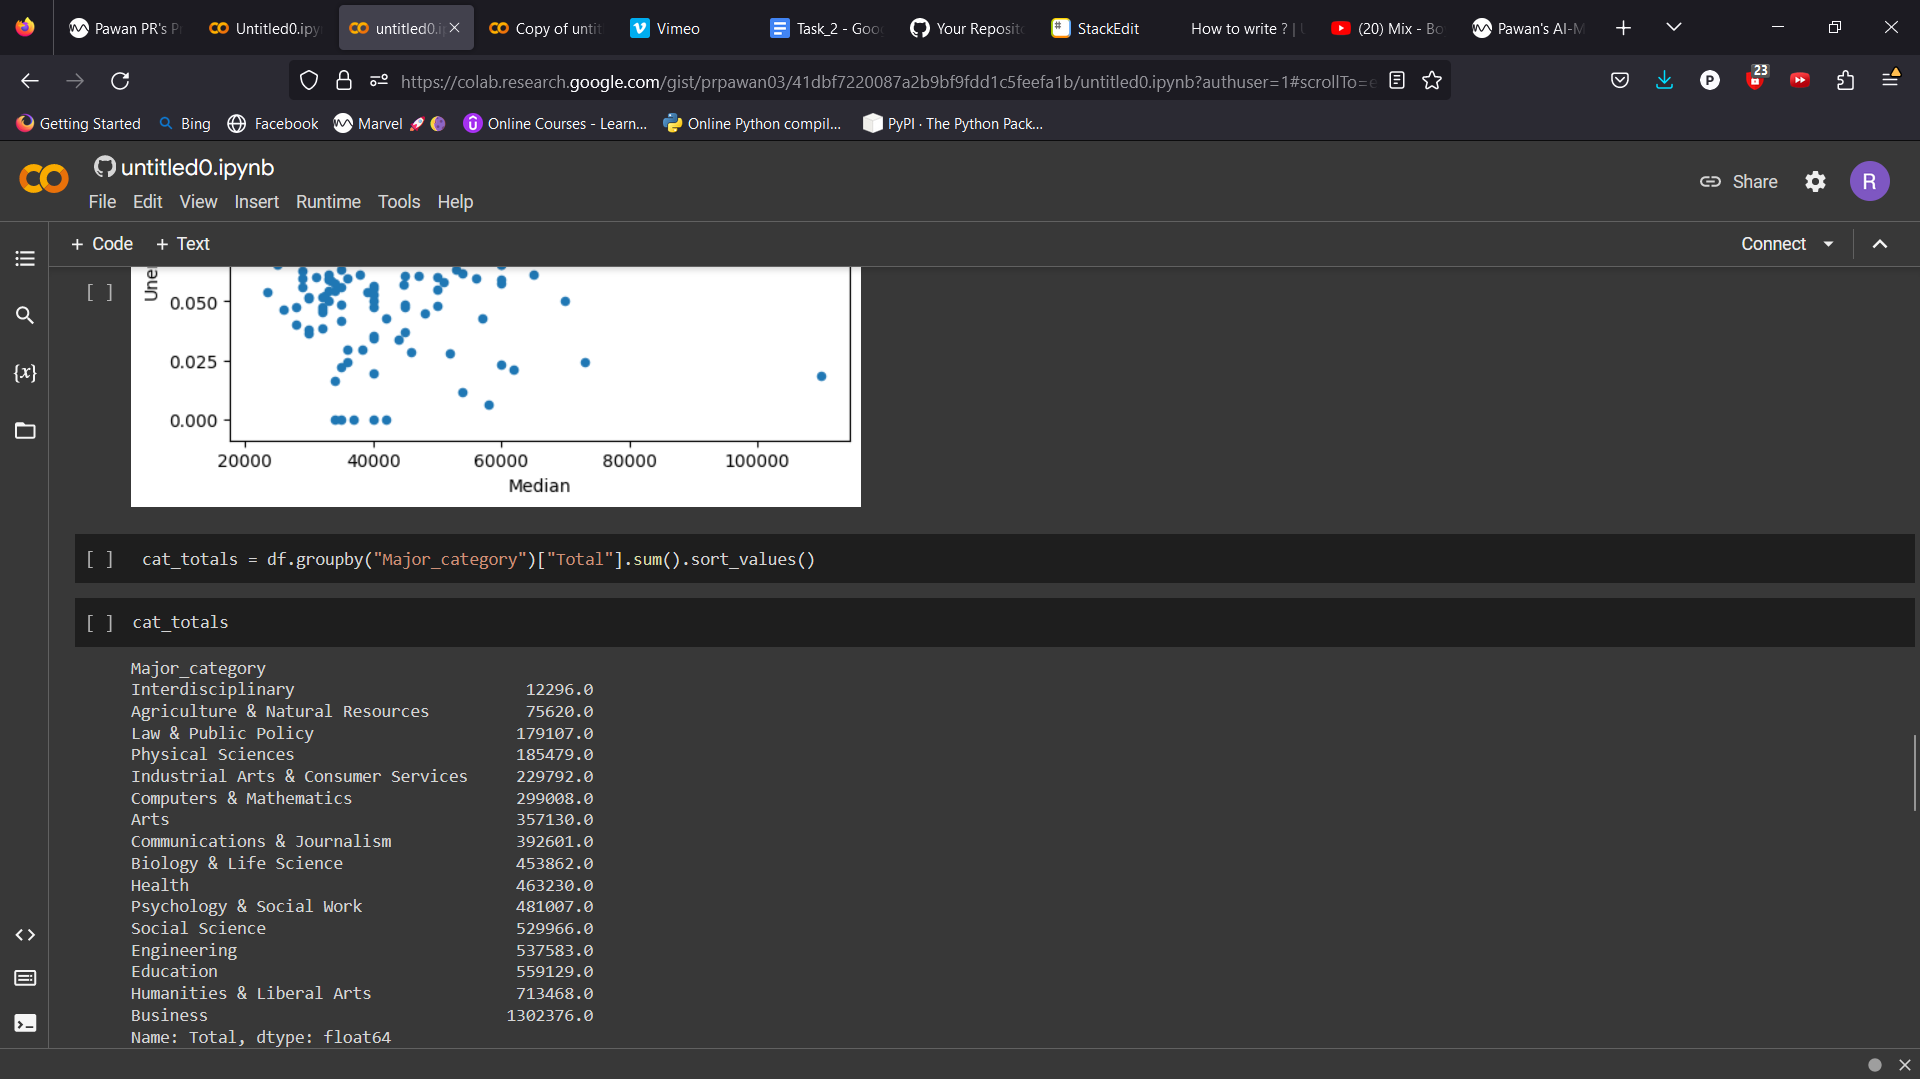 Pawan PR's P
Untitled0.ipy
untitled0.i
Copy of unti
Vimeo
Task_2 - Goo
Your Reposit
StackEdit
How to write ? |
(20) Mix - Bo
Pawan's AI-M
https://colab.research.google.com/gist/prpawan03/41dbf7220087a2b9bf9fdd1c5feefa1b/untitled0.ipynb?authuser=1#scrollTo=e
P
23
Getting Started
Bing
Facebook
Marvel 🚀
Online Courses - Learn...
Online Python compil...
PyPI · The Python Pack...
untitled0.ipynb
File Edit View Insert Runtime Tools Help
Share
R
+ Code + Text
Connect
[ ]
Une
0.050
0.025
0.000
20000 40000 60000 80000 100000
Median
[ ] cat_totals = df.groupby("Major_category")["Total"].sum().sort_values()
[ ] cat_totals
Major_category
Interdisciplinary 12296.0
Agriculture & Natural Resources 75620.0
Law & Public Policy 179107.0
Physical Sciences 185479.0
Industrial Arts & Consumer Services 229792.0
Computers & Mathematics 299008.0
Arts 357130.0
Communications & Journalism 392601.0
Biology & Life Science 453862.0
Health 463230.0
Psychology & Social Work 481007.0
Social Science 529966.0
Engineering 537583.0
Education 559129.0
Humanities & Liberal Arts 713468.0
Business 1302376.0
Name: Total, dtype: float64
{x}